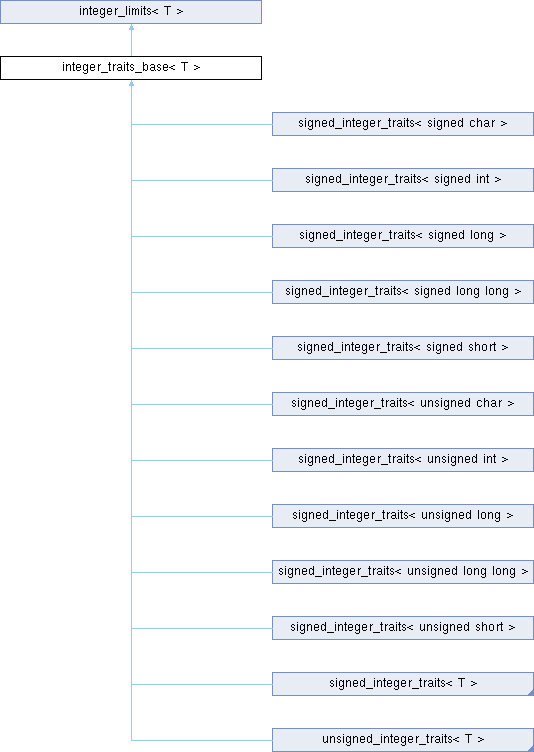 integer_limits< T >
integer_traits_base< T >
signed_integer_traits< signed char >
signed_integer_traits< signed int >
signed_integer_traits< signed long >
signed_integer_traits< signed long long >
signed_integer_traits< signed short >
signed_integer_traits< unsigned char >
signed_integer_traits< unsigned int >
signed_integer_traits< unsigned long >
signed_integer_traits< unsigned long long >
signed_integer_traits< unsigned short >
signed_integer_traits< T >
unsigned_integer_traits< T >